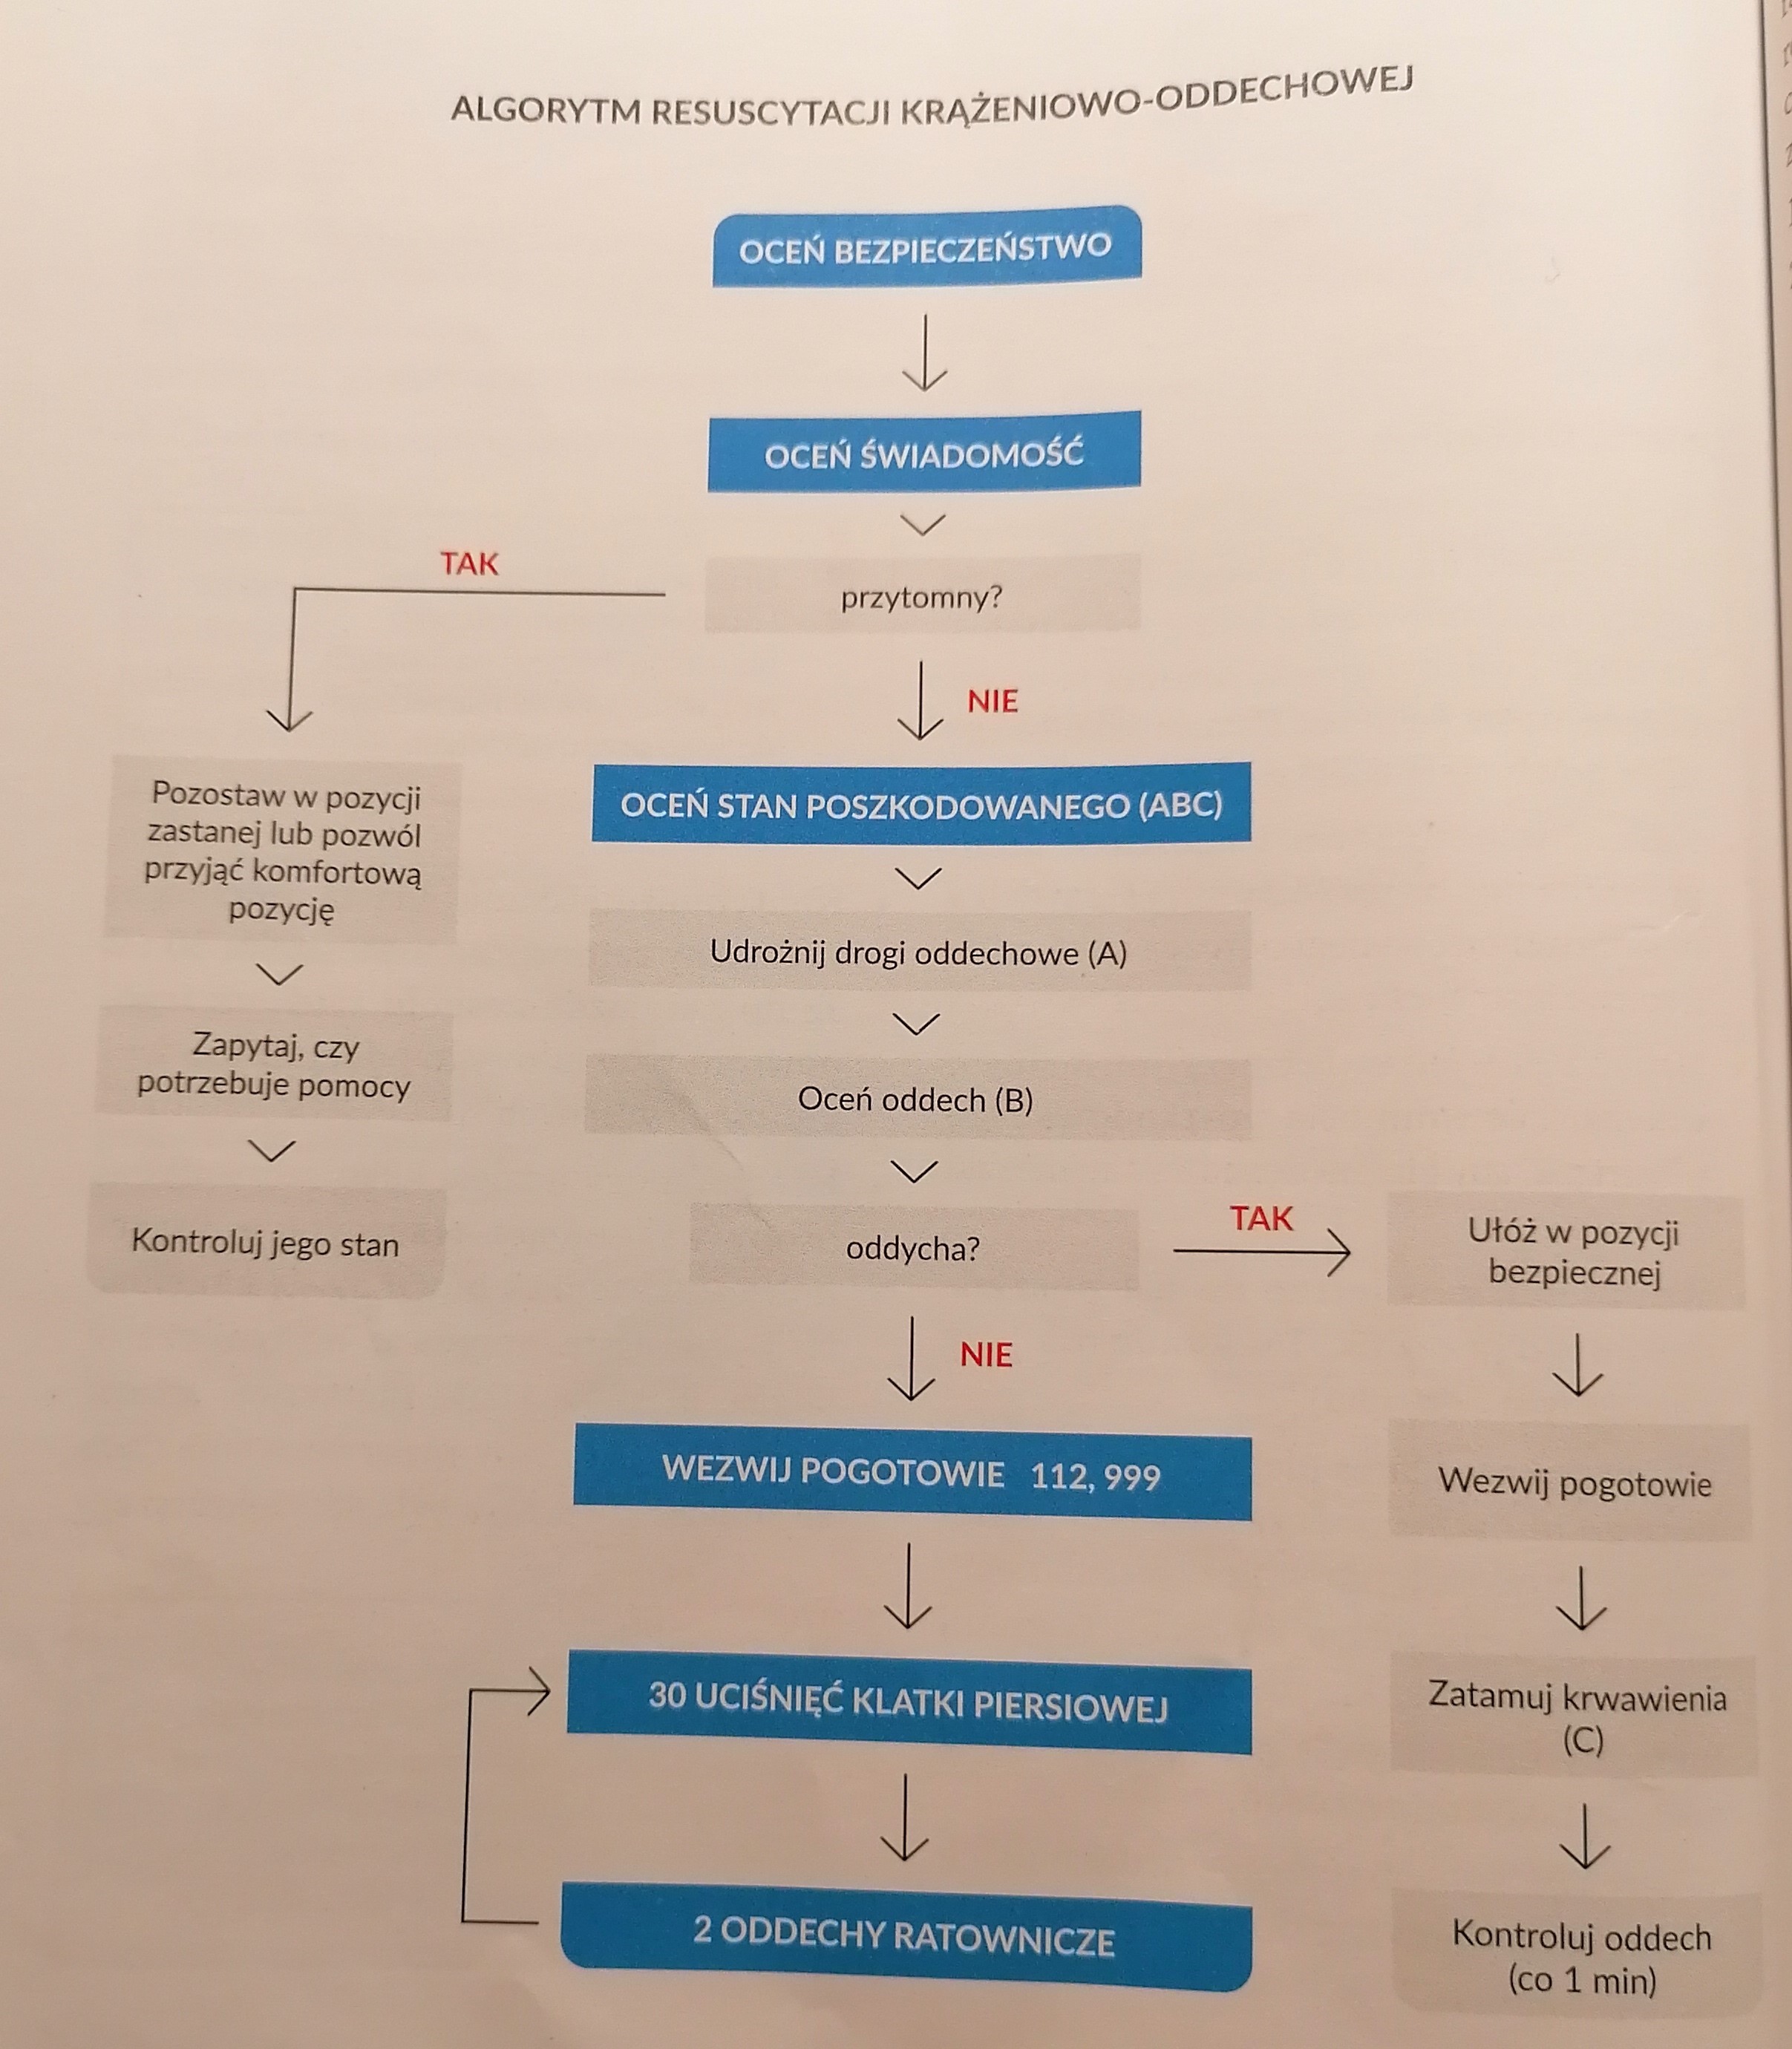 ALGORYTM RESUSCYTACJI KRĄŻENIOWO-ODDECHOWEJ
OCEŃ BEZPIECZEŃSTWO
OCEŃ ŚWIADOMOŚĆ
TAK
przytomny?
NIE
Pozostaw w pozycji
zastanej lub pozwól
przyjąć komfortową
pozycję
Zapytaj, czy
potrzebuje pomocy
Kontroluj jego stan
OCEŃ STAN POSZKODOWANEGO (ABC)
Udrożnij drogi oddechowe (A)
Oceń oddech (B)
oddycha?
TAK
Ułóż w pozycji
bezpiecznej
Wezwij pogotowie
Zatamuj krwawienia
(C)
Kontroluj oddech
(co 1 min)
NIE
WEZWIJ POGOTOWIE 112, 999
30 UCIŚNIĘĆ KLATKI PIERSIOWEJ
2 ODDECHY RATOWNICZE